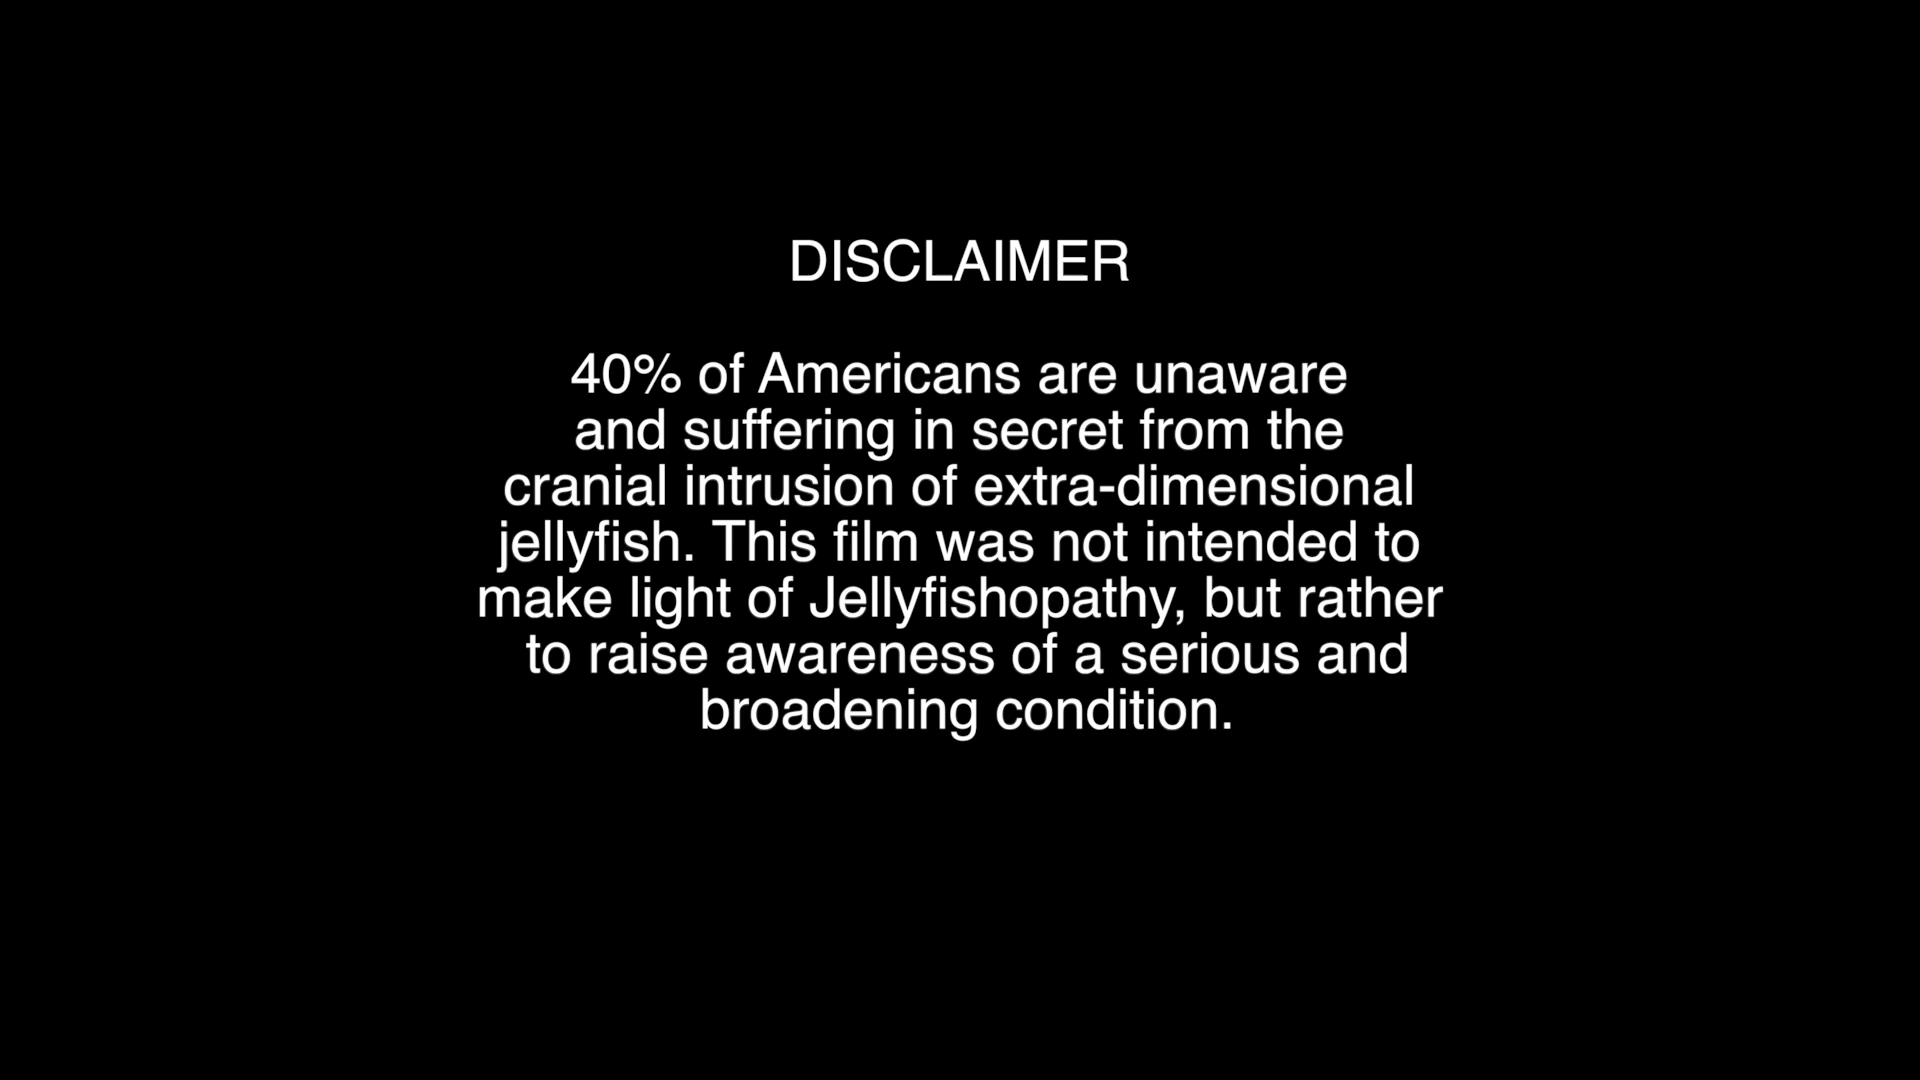 DISCLAIMER
40% of Americans are unaware
and suffering in secret from the
cranial intrusion of extra-dimensional
jellyfish. This film was not intended to
make light of Jellyfishopathy, but rather
to raise awareness of a serious and
broadening condition.